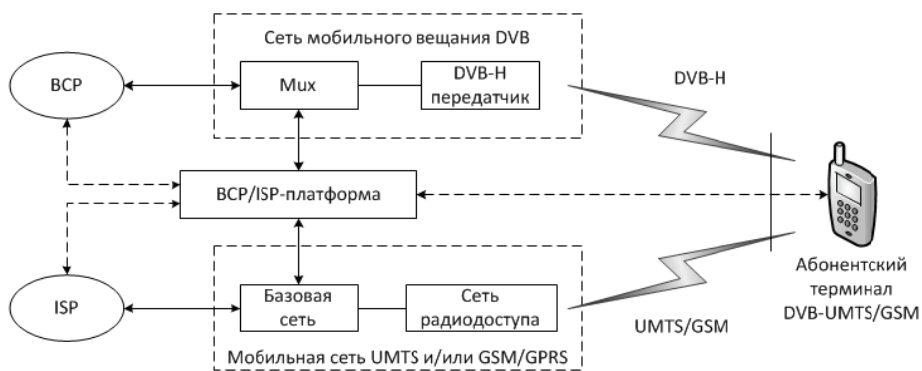 Сеть мобильного вещания DVB
BCP
Mux
DVB-H
передатчик
DVB-H
BCP/ISP-платформа
ISP
Базовая
сеть
Сеть
радиодоступа
UMTS/GSM
Абонентский
терминал
DVB-UMTS/GSM
Мобильная сеть UMTS и/или GSM/GPRS